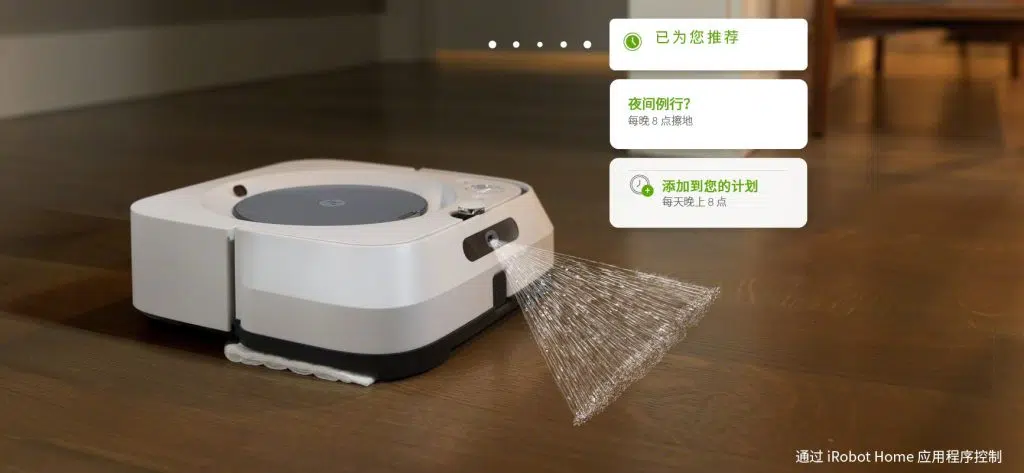 已为您推荐
夜间例行?
每晚 8 点擦地
添加到您的计划
每天晚上 8 点
通过 iRobot Home 应用程序控制